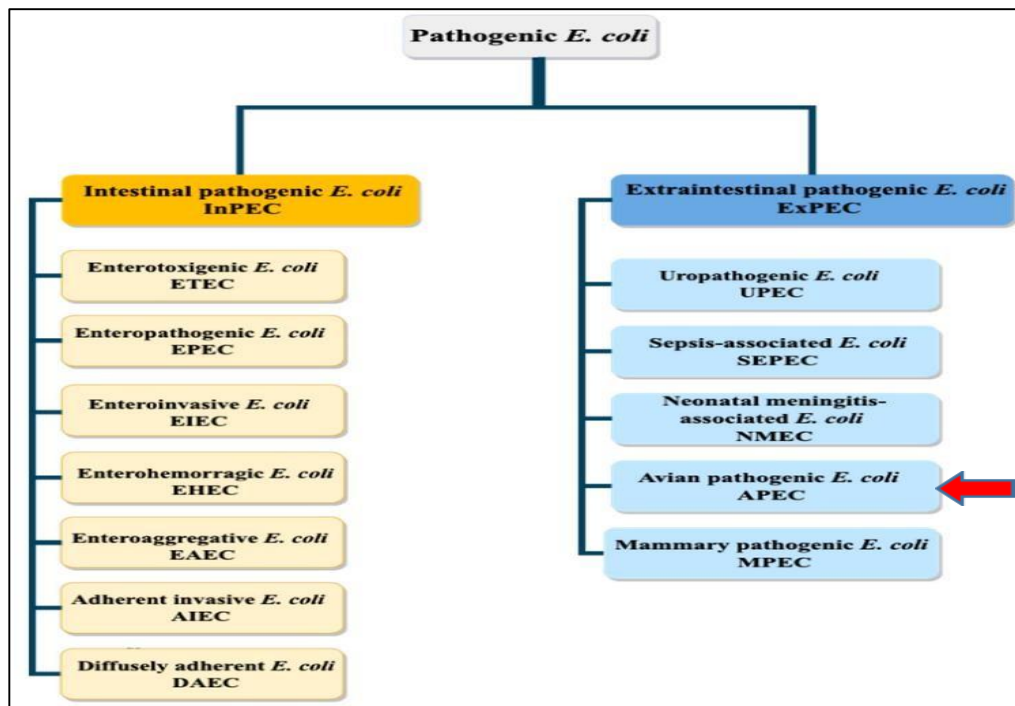 Pathogenic E. coli
Intestinal pathogenic E. coli
InPEC
Enterotoxigenic E. coli
ETEC
Enteropathogenic E. coli
EPEC
Enteroinvasive E. coli
EIEC
Enterohemorragic E. coli
EHEC
Enteroaggregative E. coli
EAEC
Adherent invasive E. coli
AIEC
Diffusely adherent E. coli
DAEC
Extraintestinal pathogenic E. coli
ExPEC
Uropathogenic E. coli
UPEC
Sepsis-associated E. coli
SEPEC
Neonatal meningitis-
associated E. coli
NMEC
Avian pathogenic E. coli
APEC
Mammary pathogenic E. coli
MPEC